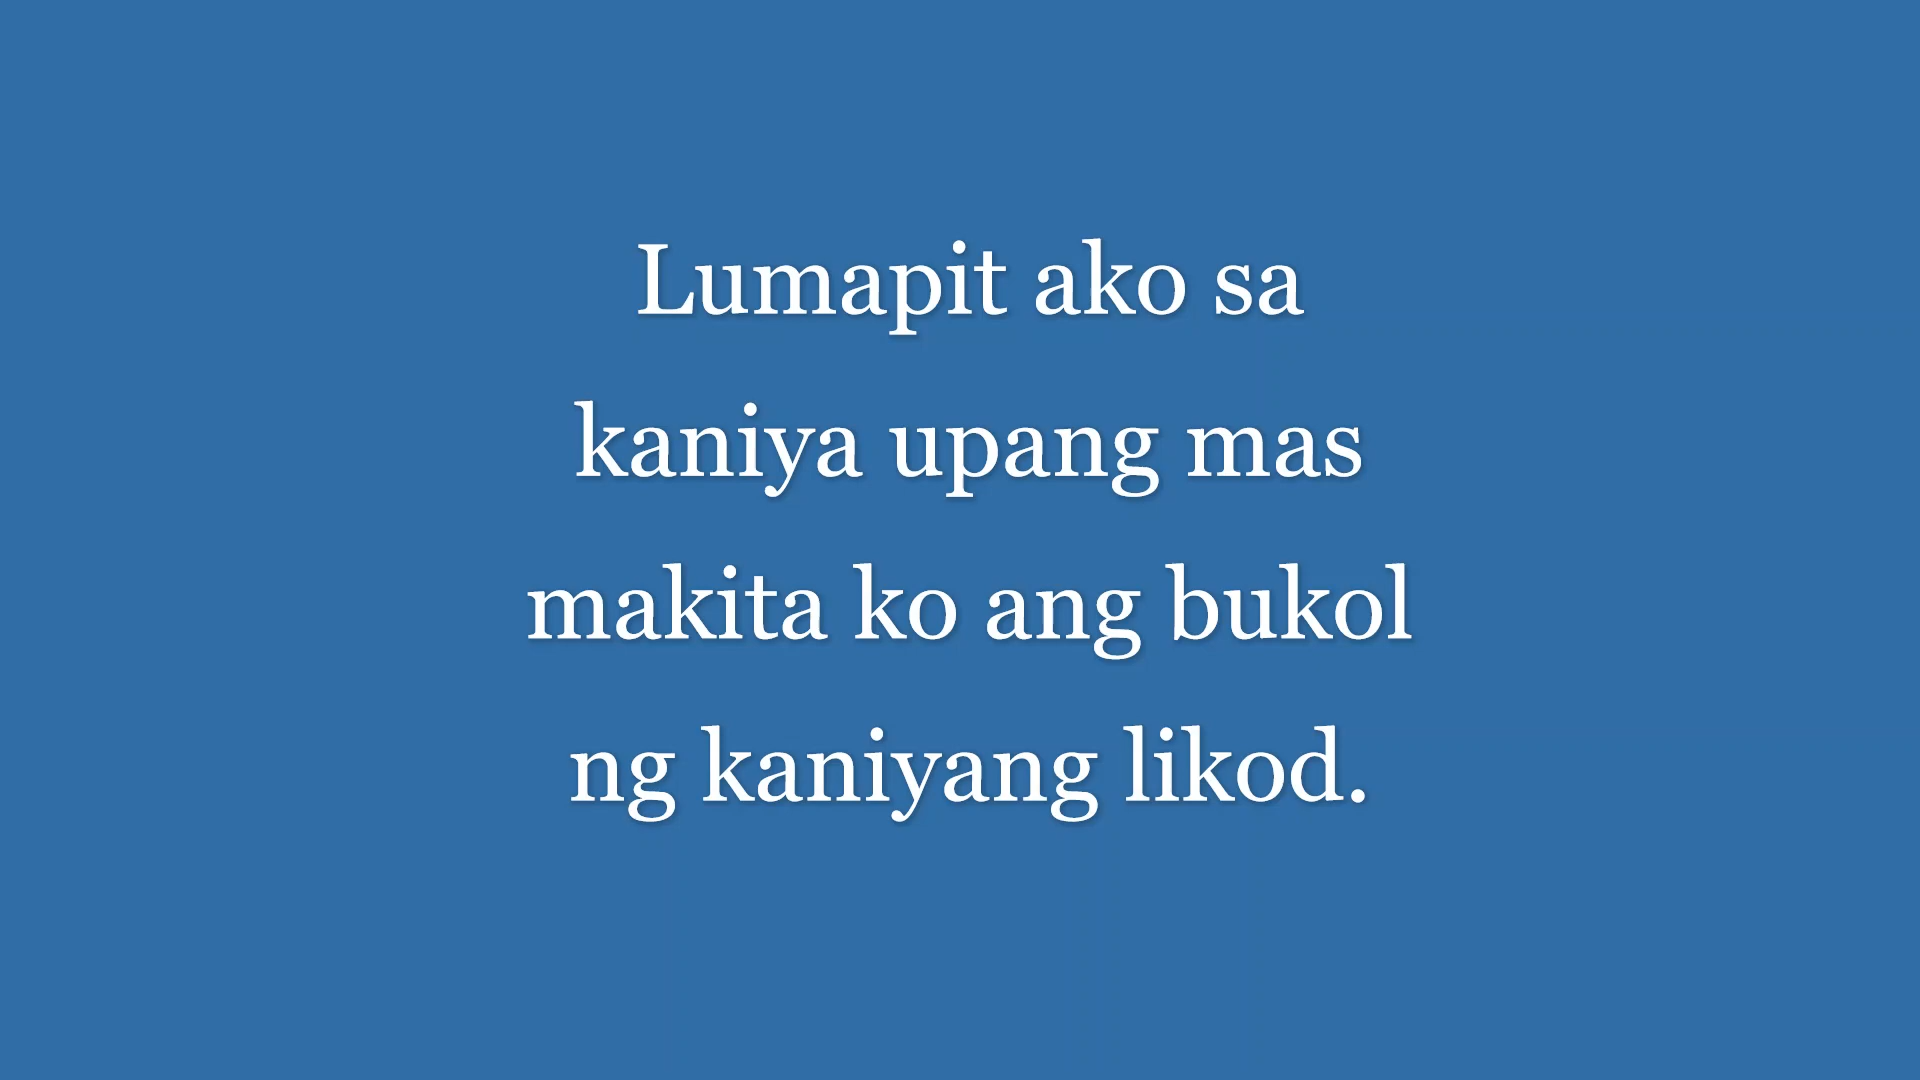 Lumapit ako sa
kaniya upang mas
makita ko ang bukol
ng kaniyang likod.